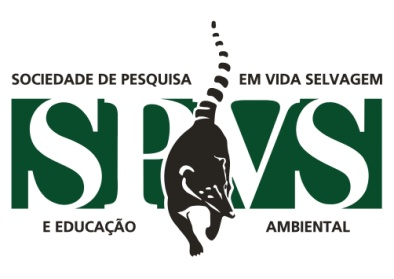 SOCIEDADE DE PESQUISA EM VIDA SELVAGEM
SPVS
E EDUCAÇÃO AMBIENTAL